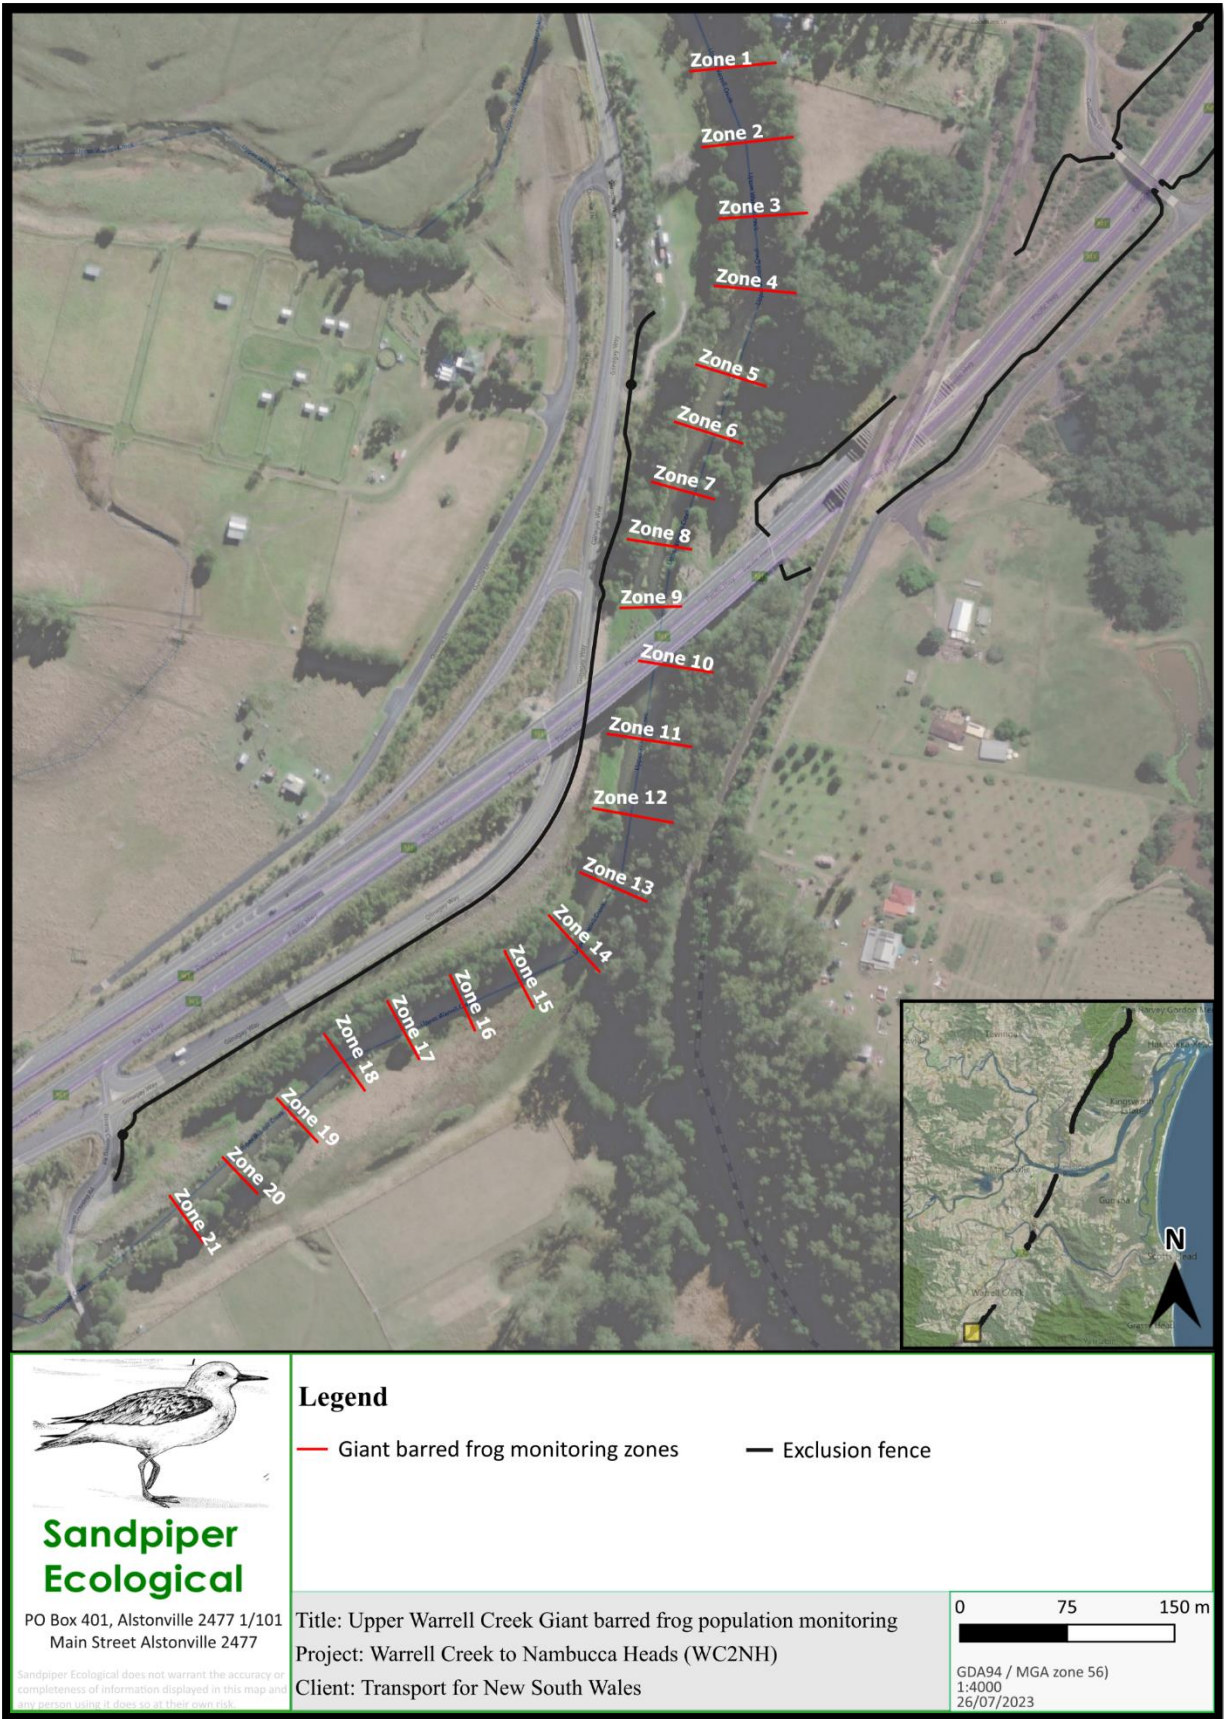 Zone 1
Zone 2
Zone 3
Zone 4
Zone 5
Zone 6
Zone 7
Zone 8
Zone 9
Zone 10
Zone 11
Zone 12
Zone 13
Zone 14
Zone 15
Zone 16
Zone 17
Zone 18
Zone 19
Zone 20
Zone 21
Warrell Creek
N
Legend
Giant barred frog monitoring zones
Exclusion fence
Sandpiper
Ecological
PO Box 401, Alstonville 2477 1/101
Main Street Alstonville 2477
Sandpiper Ecological does not warrant the accuracy or
completeness of information displayed in this map and
any person using it does so at their own risk.
Title: Upper Warrell Creek Giant barred frog population monitoring
Project: Warrell Creek to Nambucca Heads (WC2NH)
Client: Transport for New South Wales
0 75 150 m
GDA94 / MGA zone 56)
1:4000
26/07/2023